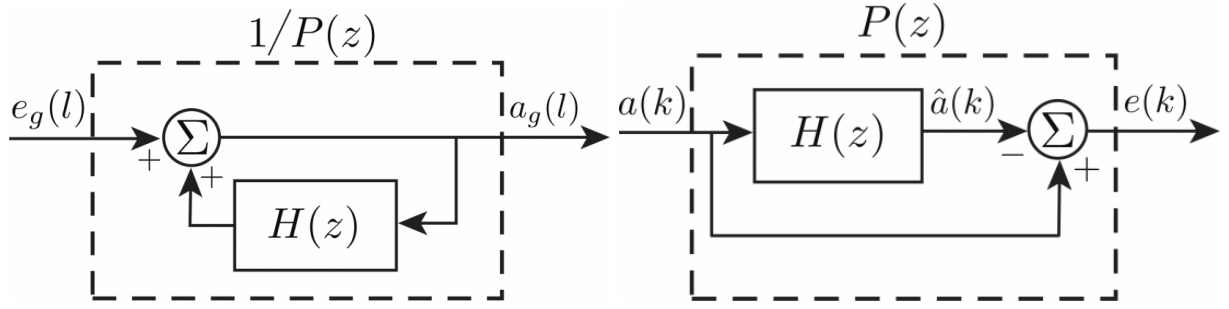 1/P(z)
e_g(l)
Σ
a_g(l)
+
+
H(z)
P(z)
a(k)
H(z)
â(k)
Σ
e(k)
−
+